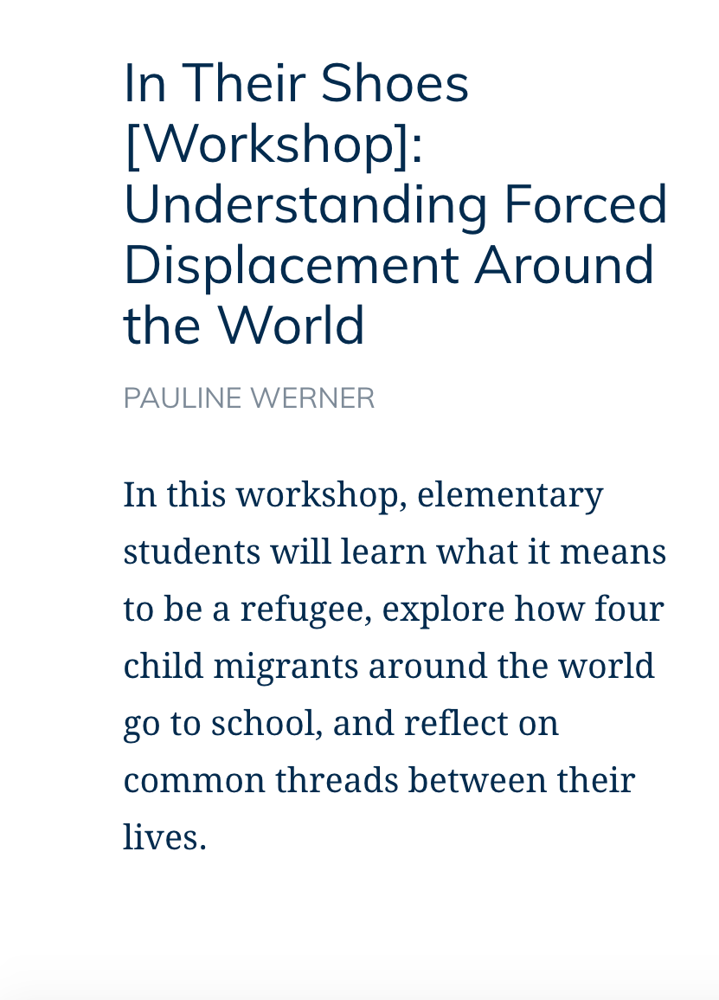 In Their Shoes
[Workshop]:
Understanding Forced
Displacement Around
the World
PAULINE WERNER
In this workshop, elementary
students will learn what it means
to be a refugee, explore how four
child migrants around the world
go to school, and reflect on
common threads between their
lives.